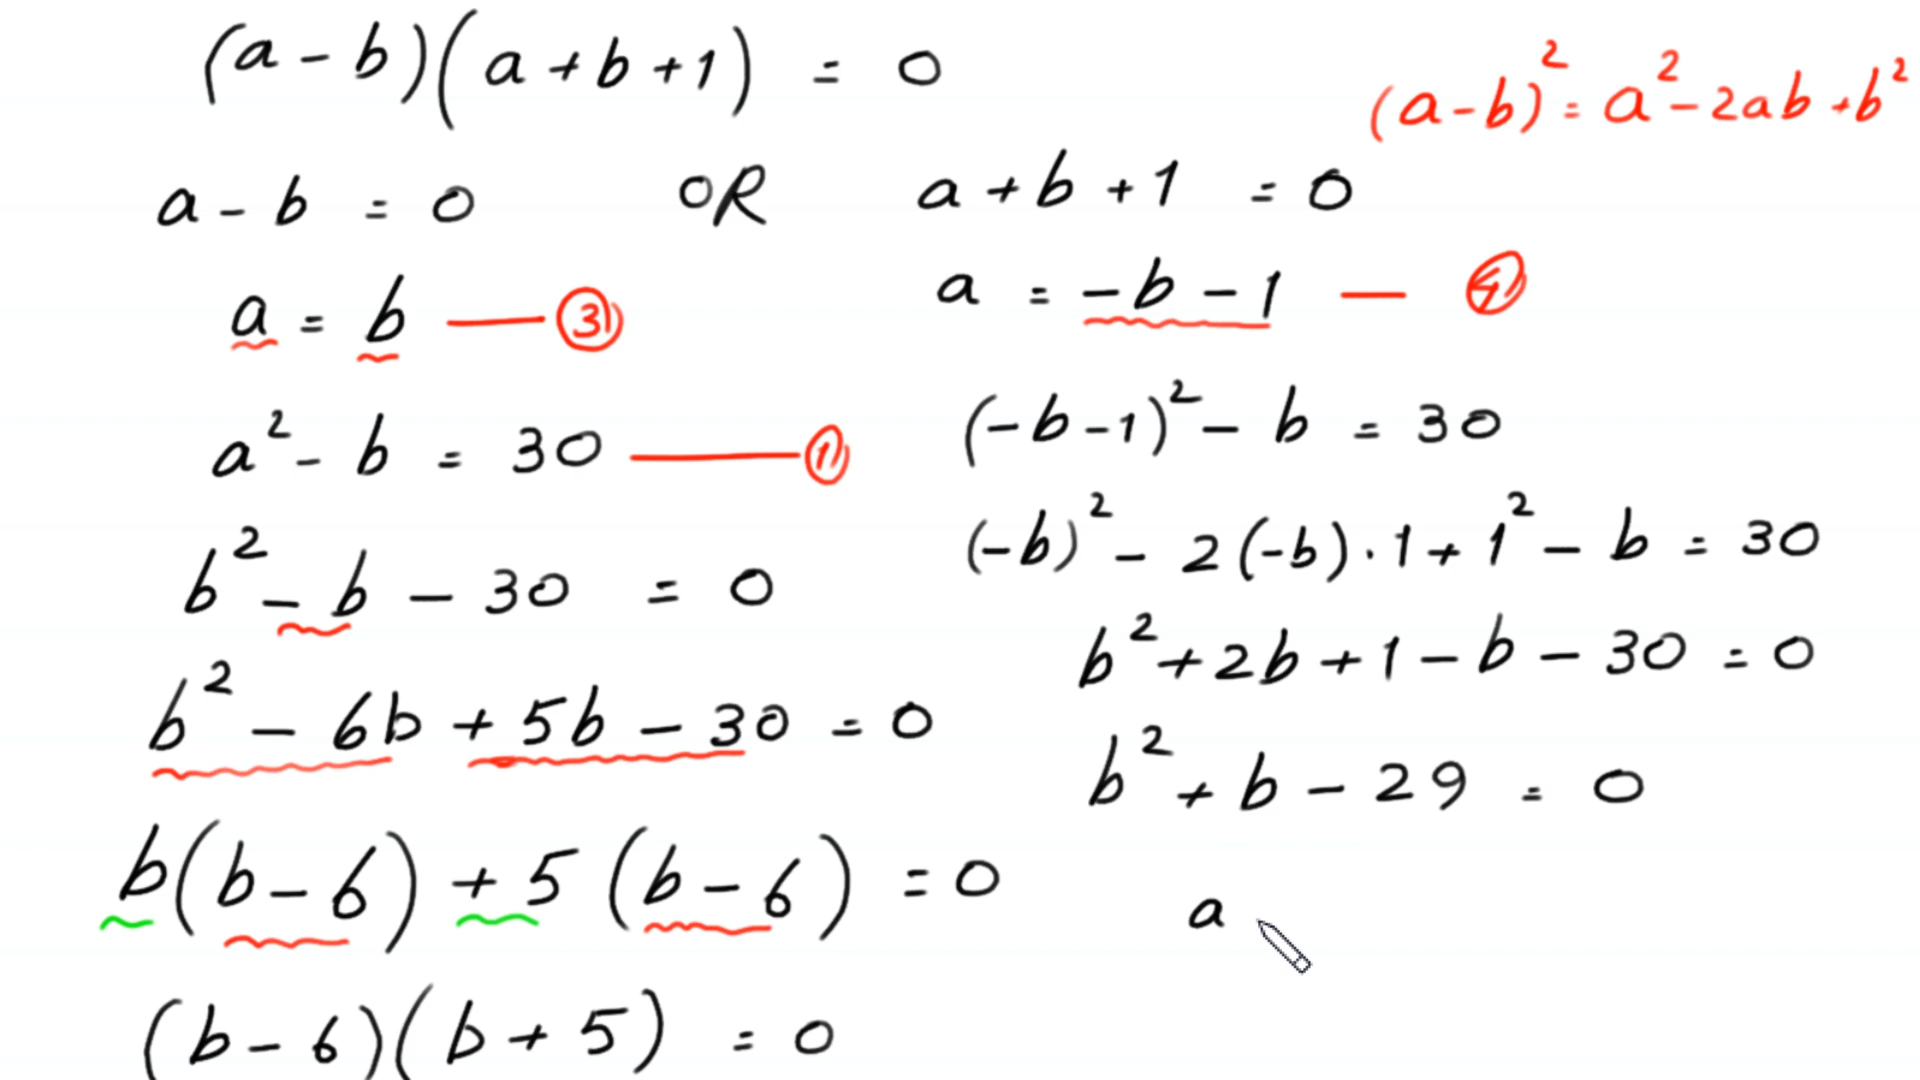 (a - b)(a + b + 1) = 0
(a - b)² = a² - 2ab + b²
a - b = 0 OR a + b + 1 = 0
a = b — ③
a = -b - 1 — ④
a² - b = 30 — ①
(-b - 1)² - b = 30
b² - b - 30 = 0
(-b)² - 2(-b)·1 + 1² - b = 30
b² - 6b + 5b - 30 = 0
b² + 2b + 1 - b - 30 = 0
b(b - 6) + 5(b - 6) = 0
b² + b - 29 = 0
(b - 6)(b + 5) = 0
a